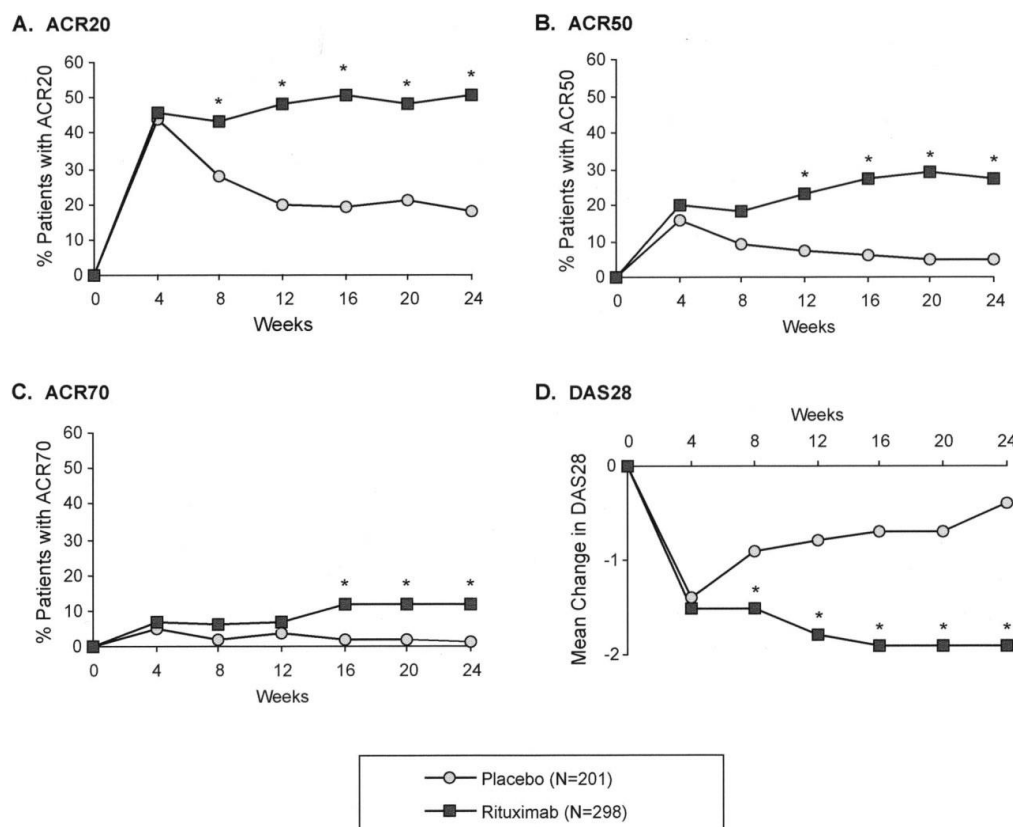 A. ACR20
% Patients with ACR20
60
50
40
30
20
10
0
* * * * *
0 4 8 12 16 20 24
Weeks
B. ACR50
% Patients with ACR50
60
50
40
30
20
10
0
* * * *
0 4 8 12 16 20 24
Weeks
C. ACR70
% Patients with ACR70
60
50
40
30
20
10
0
* * *
0 4 8 12 16 20 24
Weeks
D. DAS28
Weeks
0 4 8 12 16 20 24
Mean Change in DAS28
0
-1
-2
* * * * *
Placebo (N=201)
Rituximab (N=298)